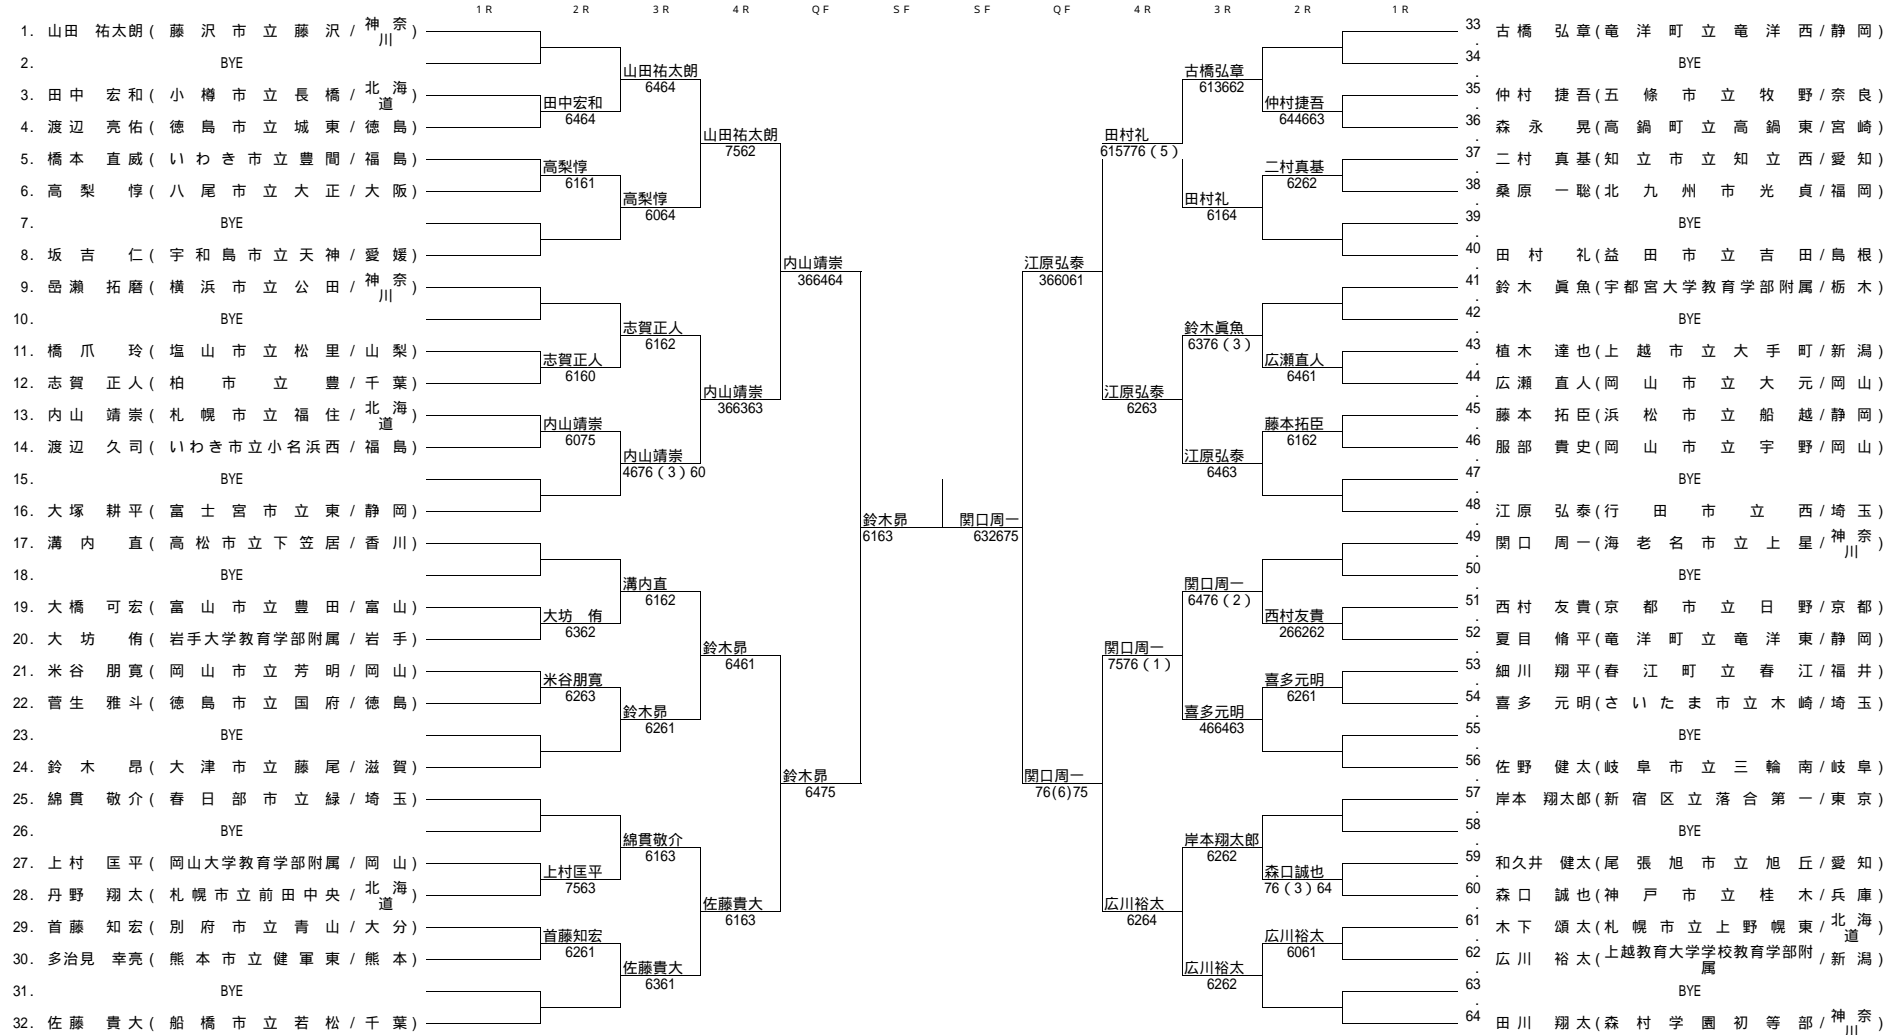 1R 2R 3R 4R QF SF SF QF 4R 3R 2R 1R
1. 山田 祐太朗 ( 藤沢市立藤沢 / 神奈川 )
2. BYE
3. 田中 宏和 ( 小樽市立長橋 / 北海道 )
4. 渡辺 亮佑 ( 徳島市立城東 / 徳島 )
5. 橋本 直威 ( いわき市立豊間 / 福島 )
6. 高梨 惇 ( 八尾市立大正 / 大阪 )
7. BYE
8. 坂吉 仁 ( 宇和島市立天神 / 愛媛 )
9. 嵒瀬 拓磨 ( 横浜市立公田 / 神奈川 )
10. BYE
11. 橋爪 玲 ( 塩山市立松里 / 山梨 )
12. 志賀 正人 ( 柏市立豊 / 千葉 )
13. 内山 靖崇 ( 札幌市立福住 / 北海道 )
14. 渡辺 久司 ( いわき市立小名浜西 / 福島 )
15. BYE
16. 大塚 耕平 ( 富士宮市立東 / 静岡 )
17. 溝内 直 ( 高松市立下笠居 / 香川 )
18. BYE
19. 大橋 可宏 ( 富山市立豊田 / 富山 )
20. 大坊 侑 ( 岩手大学教育学部附属 / 岩手 )
21. 米谷 朋寛 ( 岡山市立芳明 / 岡山 )
22. 菅生 雅斗 ( 徳島市立国府 / 徳島 )
23. BYE
24. 鈴木 昂 ( 大津市立藤尾 / 滋賀 )
25. 綿貫 敬介 ( 春日部市立緑 / 埼玉 )
26. BYE
27. 上村 匡平 ( 岡山大学教育学部附属 / 岡山 )
28. 丹野 翔太 ( 札幌市立前田中央 / 北海道 )
29. 首藤 知宏 ( 別府市立青山 / 大分 )
30. 多治見 幸亮 ( 熊本市立健軍東 / 熊本 )
31. BYE
32. 佐藤 貴大 ( 船橋市立若松 / 千葉 )
田中宏和
6464
高梨惇
6161
志賀正人
6160
内山靖崇
6075
大坊 侑
6362
米谷朋寛
6263
上村匡平
7563
首藤知宏
6261
山田祐太朗
6464
高梨惇
6064
志賀正人
6162
内山靖崇
4676(3)60
溝内直
6162
鈴木昴
6261
綿貫敬介
6163
佐藤貴大
6361
山田祐太朗
7562
内山靖崇
366363
鈴木昴
6461
佐藤貴大
6163
内山靖崇
366464
鈴木昴
6475
鈴木昴
6163
関口周一
632675
江原弘泰
366061
関口周一
76(6)75
田村礼
615776(5)
江原弘泰
6263
関口周一
7576(1)
広川裕太
6264
古橋弘章
613662
田村礼
6164
鈴木眞魚
6376(3)
江原弘泰
6463
関口周一
6476(2)
喜多元明
466463
岸本翔太郎
6262
広川裕太
6262
仲村捷吾
644663
二村真基
6262
広瀬直人
6461
藤本拓臣
6162
西村友貴
266262
喜多元明
6261
森口誠也
76(3)64
広川裕太
6061
33. 古橋 弘章 ( 竜洋町立竜洋西 / 静岡 )
34. BYE
35. 仲村 捷吾 ( 五條市立牧野 / 奈良 )
36. 森永 晃 ( 高鍋町立高鍋東 / 宮崎 )
37. 二村 真基 ( 知立市立知立西 / 愛知 )
38. 桑原 一聡 ( 北九州市光貞 / 福岡 )
39. BYE
40. 田村 礼 ( 益田市立吉田 / 島根 )
41. 鈴木 眞魚 ( 宇都宮大学教育学部附属 / 栃木 )
42. BYE
43. 植木 達也 ( 上越市立大手町 / 新潟 )
44. 広瀬 直人 ( 岡山市立大元 / 岡山 )
45. 藤本 拓臣 ( 浜松市立船越 / 静岡 )
46. 服部 貴史 ( 岡山市立宇野 / 岡山 )
47. BYE
48. 江原 弘泰 ( 行田市立西 / 埼玉 )
49. 関口 周一 ( 海老名市立上星 / 神奈川 )
50. BYE
51. 西村 友貴 ( 京都市立日野 / 京都 )
52. 夏目 脩平 ( 竜洋町立竜洋東 / 静岡 )
53. 細川 翔平 ( 春江町立春江 / 福井 )
54. 喜多 元明 ( さいたま市立木崎 / 埼玉 )
55. BYE
56. 佐野 健太 ( 岐阜市立三輪南 / 岐阜 )
57. 岸本 翔太郎 ( 新宿区立落合第一 / 東京 )
58. BYE
59. 和久井 健太 ( 尾張旭市立旭丘 / 愛知 )
60. 森口 誠也 ( 神戸市立桂木 / 兵庫 )
61. 木下 頌太 ( 札幌市立上野幌東 / 北海道 )
62. 広川 裕太 ( 上越教育大学学校教育学部附属 / 新潟 )
63. BYE
64. 田川 翔太 ( 森村学園初等部 / 神奈川 )